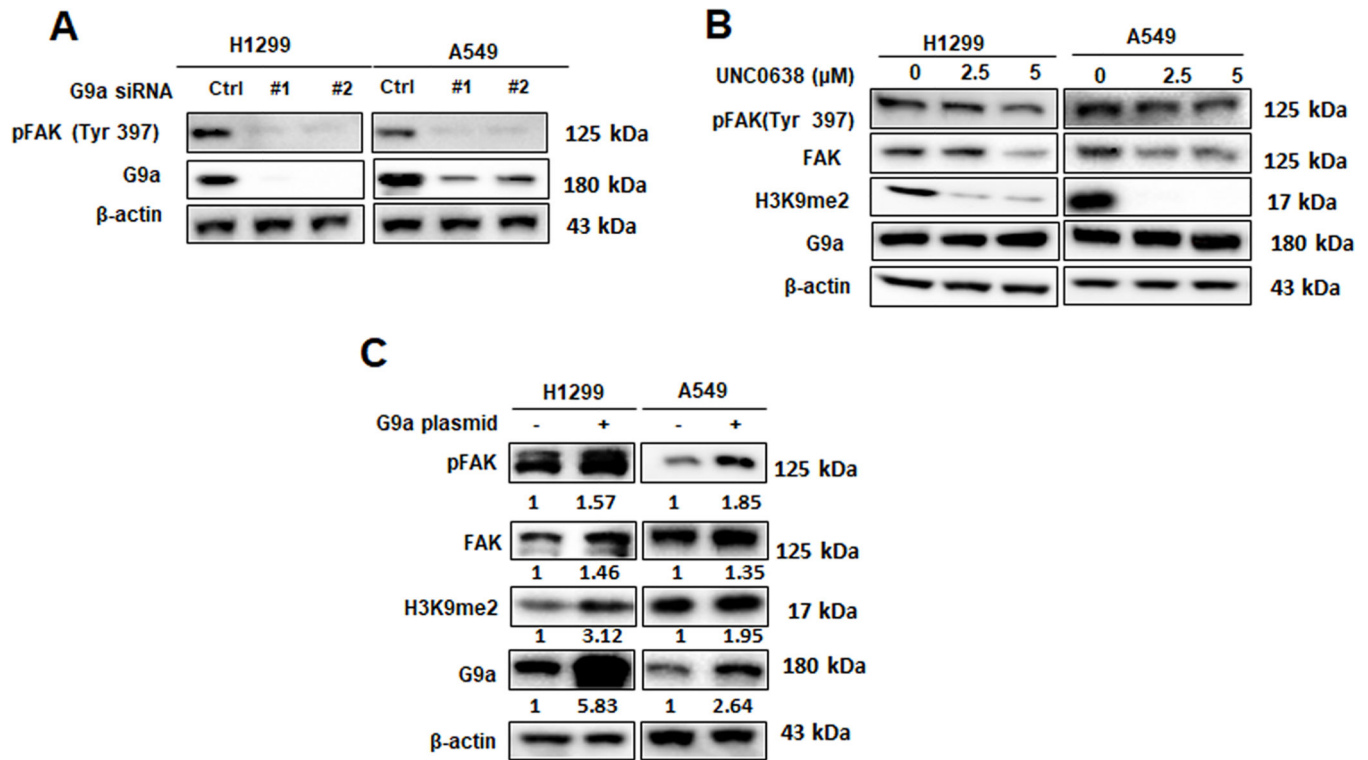 A
H1299 A549
G9a siRNA Ctrl #1 #2 Ctrl #1 #2
pFAK (Tyr 397) 125 kDa
G9a 180 kDa
β-actin 43 kDa
B
H1299 A549
UNC0638 (µM) 0 2.5 5 0 2.5 5
pFAK(Tyr 397) 125 kDa
FAK 125 kDa
H3K9me2 17 kDa
G9a 180 kDa
β-actin 43 kDa
C
H1299 A549
G9a plasmid - + - +
pFAK 125 kDa
1 1.57 1 1.85
FAK 125 kDa
1 1.46 1 1.35
H3K9me2 17 kDa
1 3.12 1 1.95
G9a 180 kDa
1 5.83 1 2.64
β-actin 43 kDa